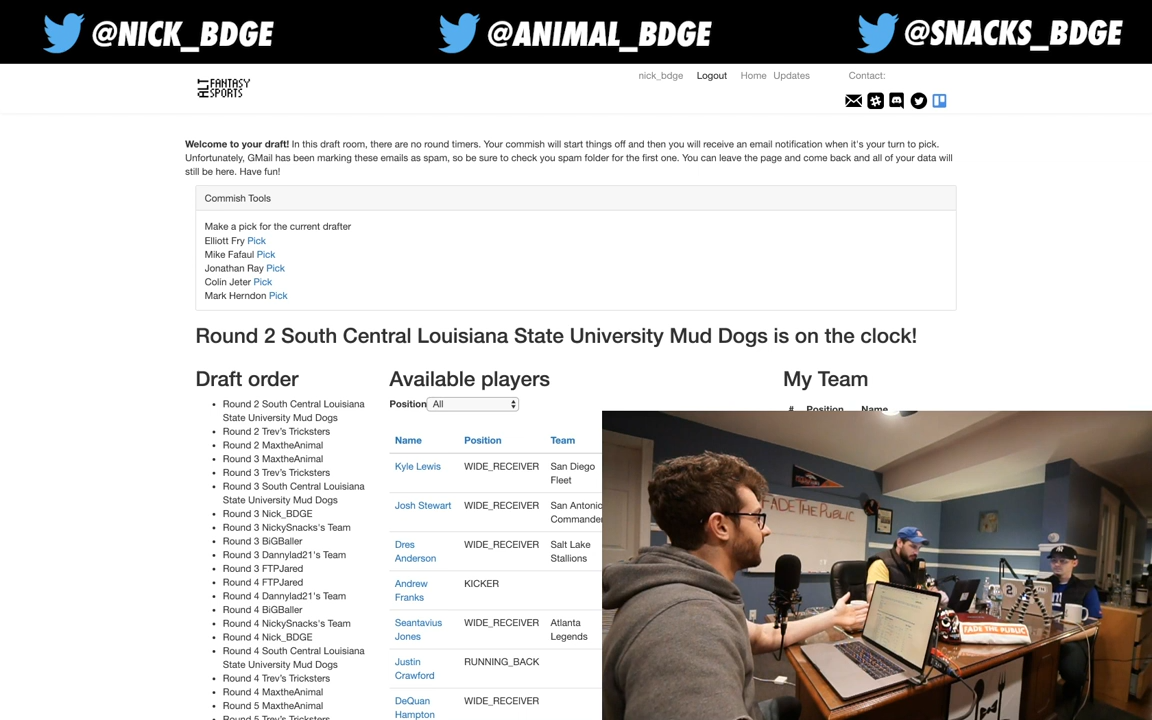 @NICK_BDGE @ANIMAL_BDGE @SNACKS_BDGE
ALT FANTASY SPORTS
nick_bdge Logout Home Updates Contact:
Welcome to your draft! In this draft room, there are no round timers. Your commish will start things off and then you will receive an email notification when it's your turn to pick.
Unfortunately, GMail has been marking these emails as spam, so be sure to check you spam folder for the first one. You can leave the page and come back and all of your data will
still be here. Have fun!
Commish Tools
Make a pick for the current drafter
Elliott Fry Pick
Mike Fafaul Pick
Jonathan Ray Pick
Colin Jeter Pick
Mark Herndon Pick
Round 2 South Central Louisiana State University Mud Dogs is on the clock!
Draft order
Round 2 South Central Louisiana
State University Mud Dogs
Round 2 Trev's Tricksters
Round 2 MaxtheAnimal
Round 3 MaxtheAnimal
Round 3 Trev's Tricksters
Round 3 South Central Louisiana
State University Mud Dogs
Round 3 Nick_BDGE
Round 3 NickySnacks's Team
Round 3 BiGBaller
Round 3 Dannylad21's Team
Round 3 FTPJared
Round 4 FTPJared
Round 4 Dannylad21's Team
Round 4 BiGBaller
Round 4 NickySnacks's Team
Round 4 Nick_BDGE
Round 4 South Central Louisiana
State University Mud Dogs
Round 4 Trev's Tricksters
Round 4 MaxtheAnimal
Round 5 MaxtheAnimal
Round 5 Trev's Tricksters
Available players
Position All
Name Position Team
Kyle Lewis WIDE_RECEIVER San Diego
Fleet
Josh Stewart WIDE_RECEIVER San Antonio
Commander
Dres WIDE_RECEIVER Salt Lake
Anderson Stallions
Andrew KICKER
Franks
Seantavius WIDE_RECEIVER Atlanta
Jones Legends
Justin RUNNING_BACK
Crawford
DeQuan WIDE_RECEIVER
Hampton
My Team
# Position Name
FADE THE PUBLIC
FADE THE PUBLIC